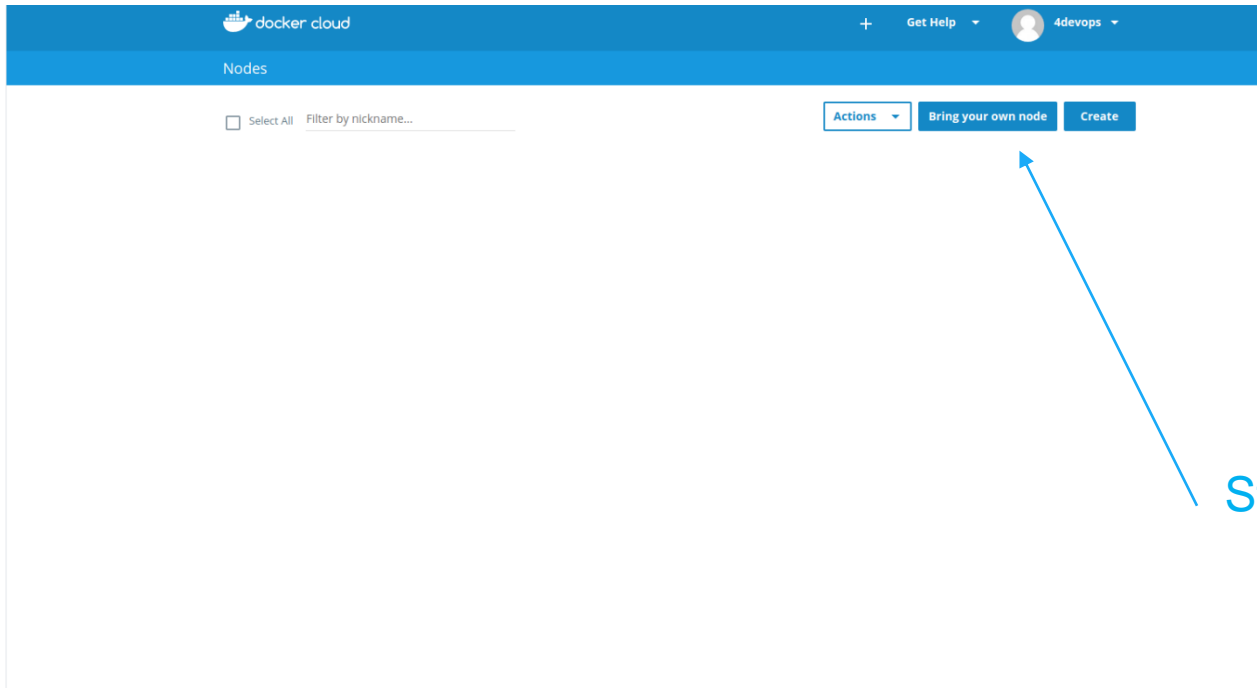 docker cloud + Get Help 4devops
Nodes
Select All Filter by nickname... Actions Bring your own node Create
S